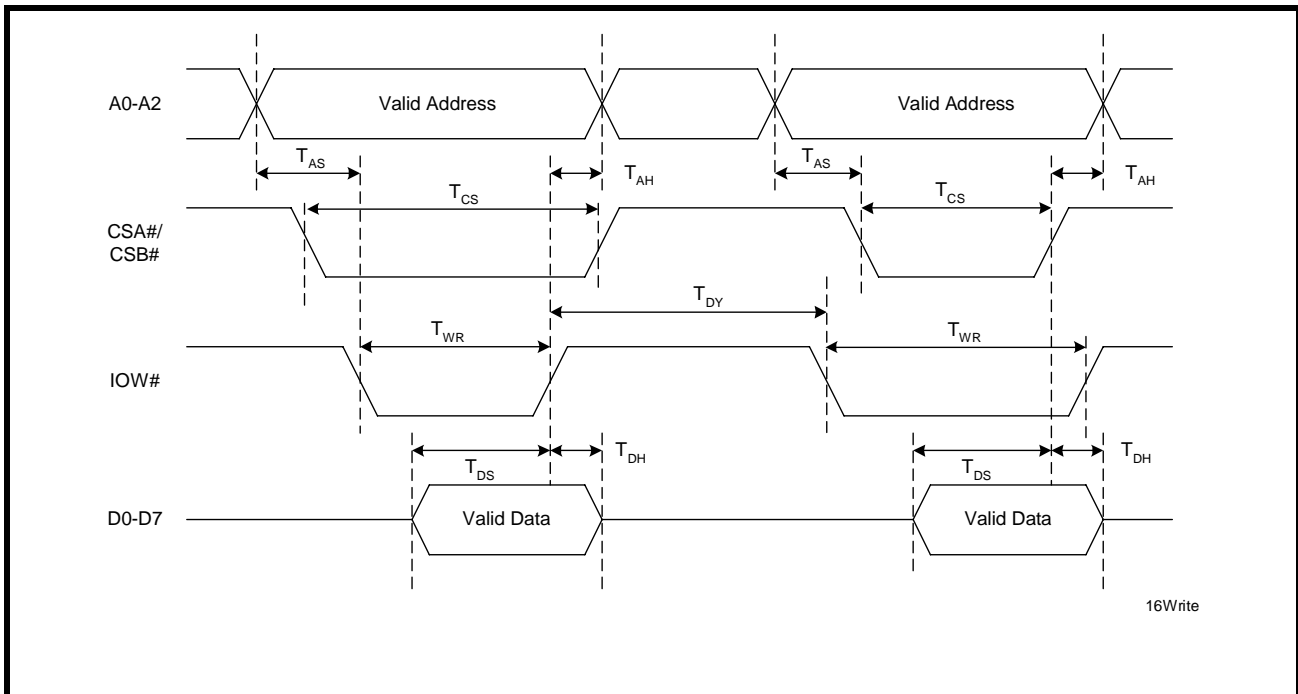 A0-A2
Valid Address
Valid Address
TAS
TAH
TAS
TAH
TCS
TCS
CSA#/
CSB#
TDY
TWR
TWR
IOW#
TDS
TDH
TDS
TDH
D0-D7
Valid Data
Valid Data
16Write